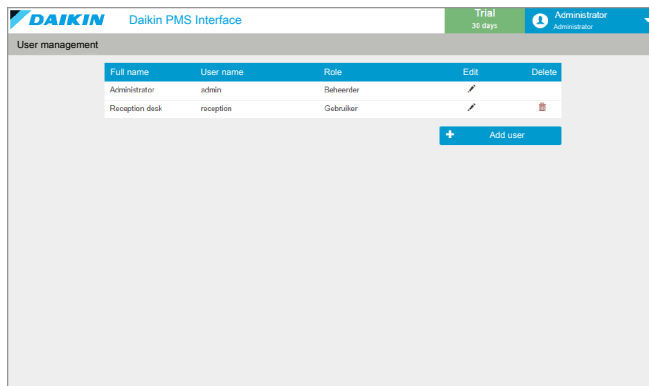 DAIKIN Daikin PMS Interface Trial Administrator
30 days Administrator
User management
Full name User name Role Edit Delete
Administrator admin Beheerder
Reception desk reception Gebruiker
Add user